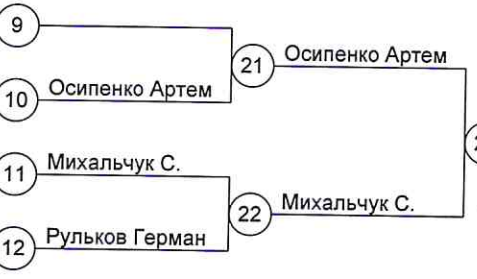 9
21 Осипенко Артем
10 Осипенко Артем
11 Михальчук С.
22 Михальчук С.
12 Рульков Герман